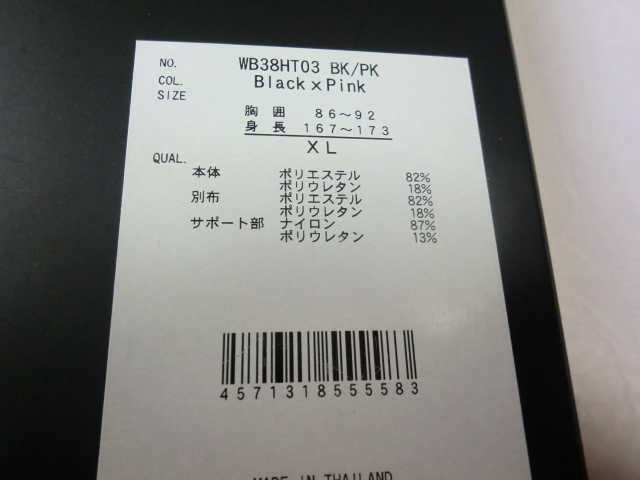 NO. WB38HT03 BK/PK
COL. Black×Pink
SIZE
胸 囲 86～92
身 長 167～173
XL
QUAL.
本体 ポリエステル 82%
ポリウレタン 18%
別布 ポリエステル 82%
ポリウレタン 18%
サポート部 ナイロン 87%
ポリウレタン 13%
4571318555583
MADE IN THAILAND